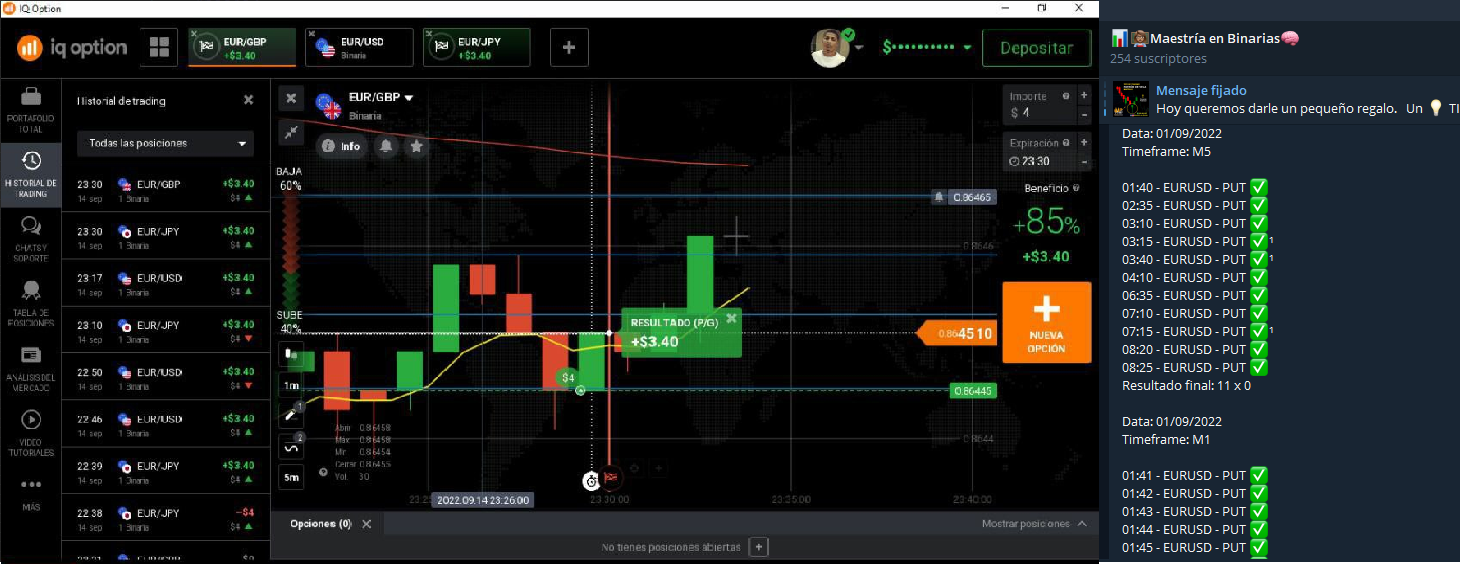 IQ Option
iq option
EUR/GBP
+$3.40
EUR/USD
Binaria
EUR/JPY
+$3.40
Depositar
PORTAFOLIO TOTAL
HISTORIAL DE TRADING
CHATS Y SOPORTE
TABLA DE POSICIONES
ANÁLISIS DEL MERCADO
VIDEO TUTORIALES
MÁS
Historial de trading
Todas las posiciones
23:30 EUR/GBP +$3.40
14 sep 1 Binaria $4
23:30 EUR/JPY +$3.40
14 sep 1 Binaria $4
23:17 EUR/USD +$3.40
14 sep 1 Binaria $4
23:10 EUR/JPY +$3.40
14 sep 1 Binaria $4
22:50 EUR/USD +$3.40
14 sep 1 Binaria $4
22:46 EUR/USD +$3.40
14 sep 1 Binaria $4
22:39 EUR/JPY +$3.40
14 sep 1 Binaria $4
22:38 EUR/JPY -$4
14 sep 1 Binaria $4
EUR/GBP
Binaria
Info
BAJA
60%
SUBE
40%
1m
5m
$4
RESULTADO (P/G)
+$3.40
Abrir 0.86458
Máx 0.86458
Mín 0.86454
Cerrar 0.86455
Vol. 30
0.86465
0.8646
0.864510
0.86445
0.8644
2022.09.14 23:26:00
23:30:00
23:35:00
23:40:00
Opciones (0)
Mostrar posiciones
No tienes posiciones abiertas
Importe
$ 4
Expiración
23:30
Beneficio
+85%
+$3.40
NUEVA OPCIÓN
Maestría en Binarias
254 suscriptores
Mensaje fijado
Hoy queremos darle un pequeño regalo. Un 💡 TI
Data: 01/09/2022
Timeframe: M5
01:40 - EURUSD - PUT ✅
02:35 - EURUSD - PUT ✅
03:10 - EURUSD - PUT ✅
03:15 - EURUSD - PUT ✅¹
03:40 - EURUSD - PUT ✅¹
04:10 - EURUSD - PUT ✅
06:35 - EURUSD - PUT ✅
07:10 - EURUSD - PUT ✅
07:15 - EURUSD - PUT ✅¹
08:20 - EURUSD - PUT ✅
08:25 - EURUSD - PUT ✅
Resultado final: 11 x 0
Data: 01/09/2022
Timeframe: M1
01:41 - EURUSD - PUT ✅
01:42 - EURUSD - PUT ✅
01:43 - EURUSD - PUT ✅
01:44 - EURUSD - PUT ✅
01:45 - EURUSD - PUT ✅